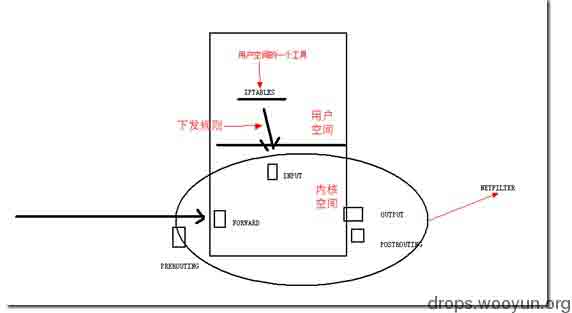 用户空间的一个工具
IPTABLES
下发规则
用户
空间
INPUT
内核
空间
NETFILTER
OUTPUT
FORWARD
POSTROUTING
PREROUTING
drops.wooyun.org